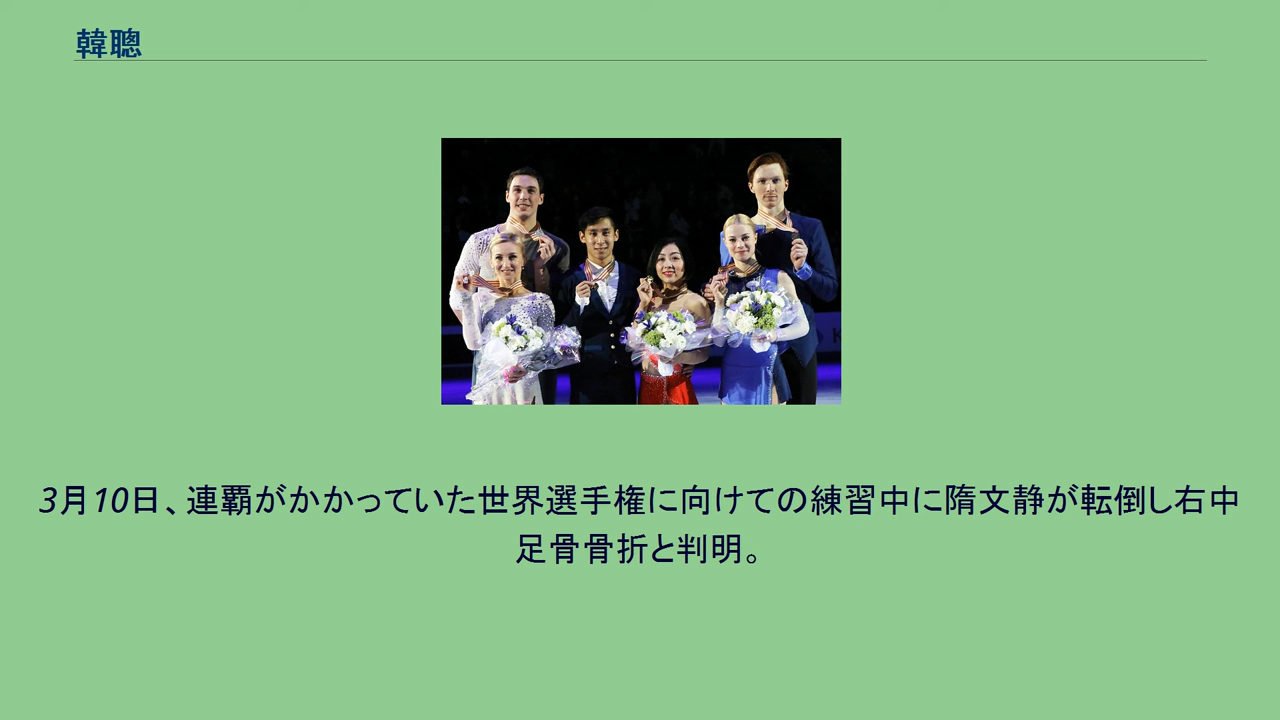 韓聰
3月10日、連覇がかかっていた世界選手権に向けての練習中に隋文静が転倒し右中
足骨骨折と判明。